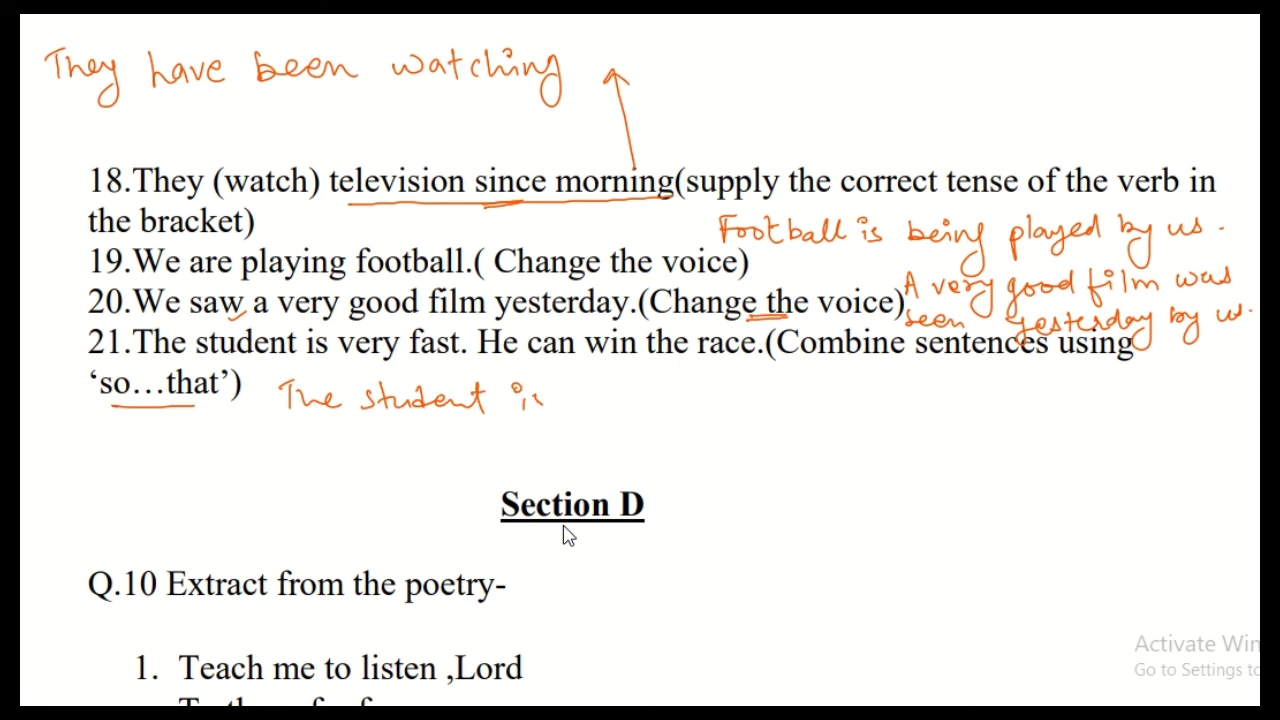 They have been watching
18.They (watch) television since morning(supply the correct tense of the verb in
the bracket)
Football is being played by us.
19.We are playing football.( Change the voice)
20.We saw a very good film yesterday.(Change the voice)
A very good film was
seen yesterday by us.
21.The student is very fast. He can win the race.(Combine sentences using
‘so…that’)
The student is
Section D
Q.10 Extract from the poetry-
1. Teach me to listen ,Lord
Activate Win
Go to Settings to